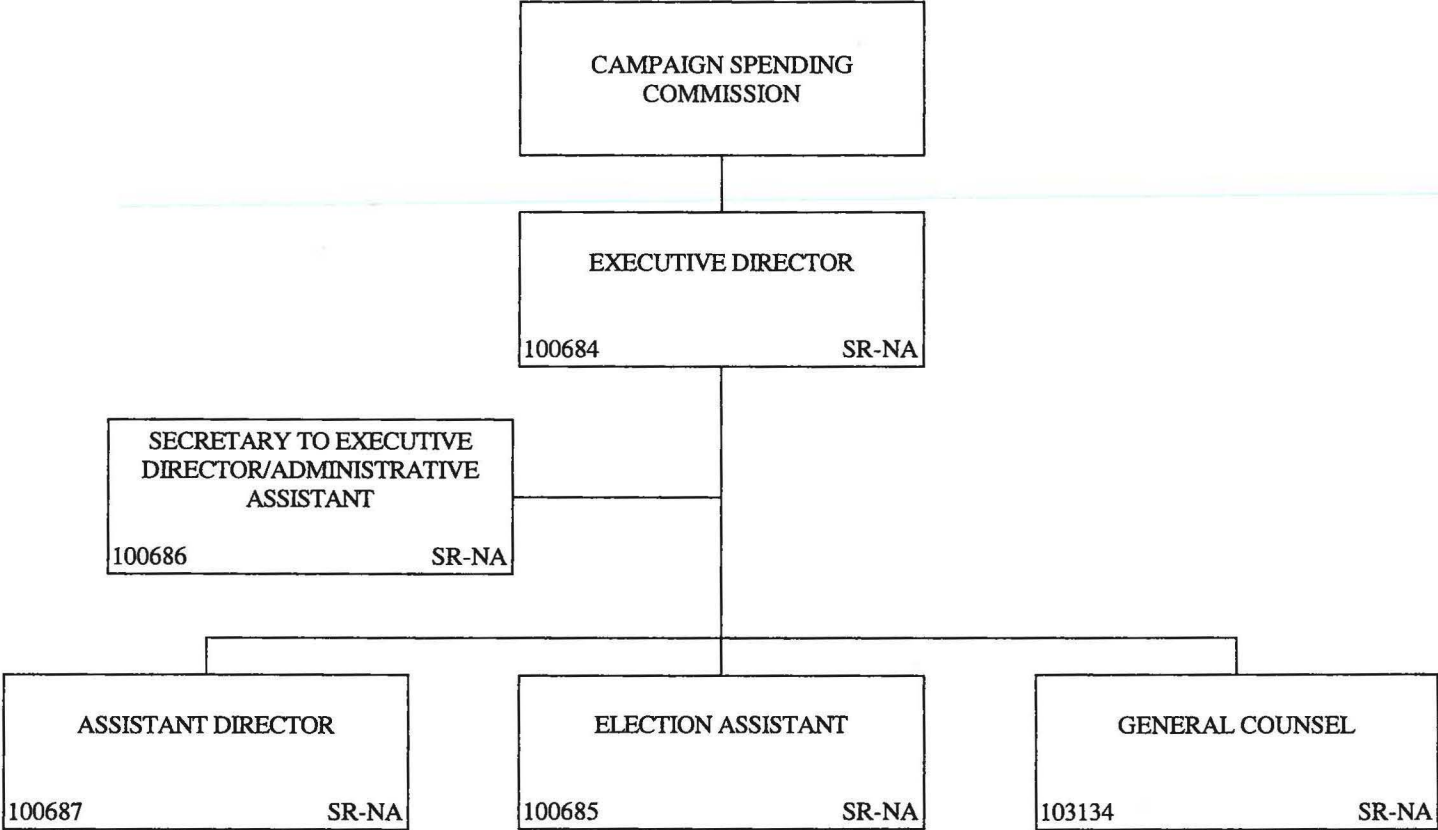 CAMPAIGN SPENDING
COMMISSION
EXECUTIVE DIRECTOR
100684 SR-NA
SECRETARY TO EXECUTIVE
DIRECTOR/ADMINISTRATIVE
ASSISTANT
100686 SR-NA
ASSISTANT DIRECTOR
100687 SR-NA
ELECTION ASSISTANT
100685 SR-NA
GENERAL COUNSEL
103134 SR-NA